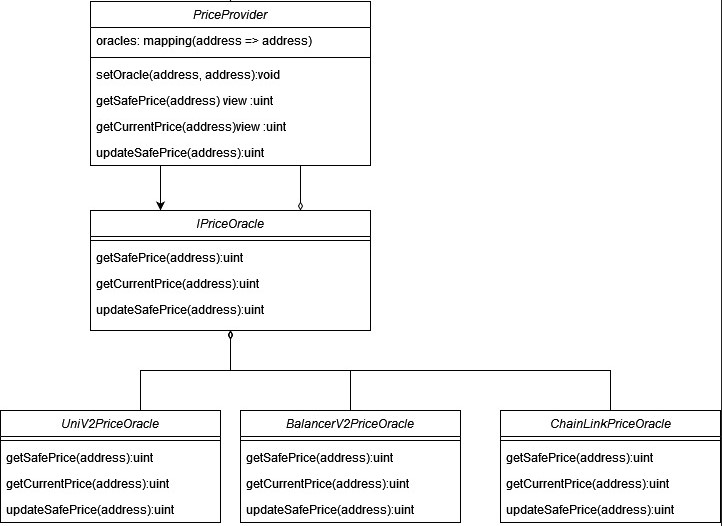 PriceProvider
oracles: mapping(address => address)
setOracle(address, address):void
getSafePrice(address) view :uint
getCurrentPrice(address)view :uint
updateSafePrice(address):uint
IPriceOracle
getSafePrice(address):uint
getCurrentPrice(address):uint
updateSafePrice(address):uint
UniV2PriceOracle
getSafePrice(address):uint
getCurrentPrice(address):uint
updateSafePrice(address):uint
BalancerV2PriceOracle
getSafePrice(address):uint
getCurrentPrice(address):uint
updateSafePrice(address):uint
ChainLinkPriceOracle
getSafePrice(address):uint
getCurrentPrice(address):uint
updateSafePrice(address):uint